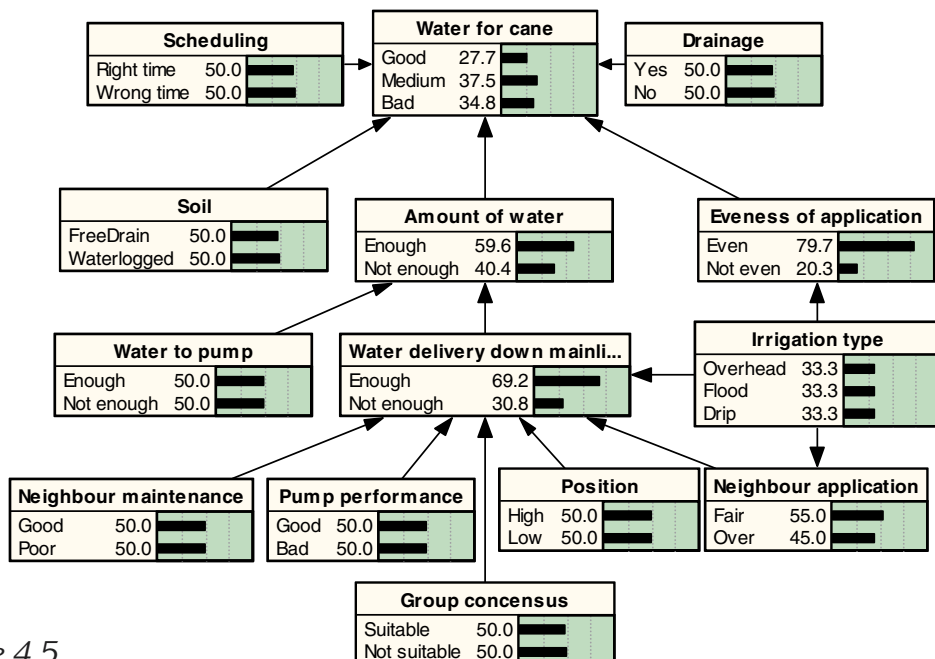 Scheduling
Right time 50.0
Wrong time 50.0
Water for cane
Good 27.7
Medium 37.5
Bad 34.8
Drainage
Yes 50.0
No 50.0
Soil
FreeDrain 50.0
Waterlogged 50.0
Amount of water
Enough 59.6
Not enough 40.4
Eveness of application
Even 79.7
Not even 20.3
Water to pump
Enough 50.0
Not enough 50.0
Water delivery down mainli...
Enough 69.2
Not enough 30.8
Irrigation type
Overhead 33.3
Flood 33.3
Drip 33.3
Neighbour maintenance
Good 50.0
Poor 50.0
Pump performance
Good 50.0
Bad 50.0
Position
High 50.0
Low 50.0
Neighbour application
Fair 55.0
Over 45.0
Group concensus
Suitable 50.0
Not suitable 50.0
4.5